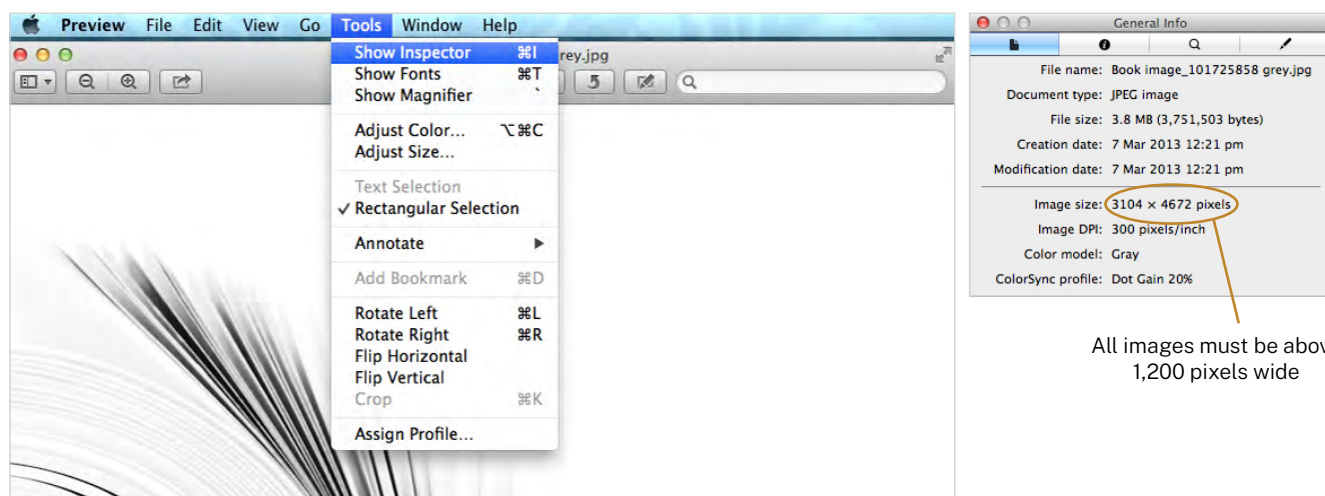 Preview File Edit View Go Tools Window Help
rey.jpg
Show Inspector ⌘I
Show Fonts ⌘T
Show Magnifier `
Adjust Color... ⌥⌘C
Adjust Size...
Text Selection
✓ Rectangular Selection
Annotate ▶
Add Bookmark ⌘D
Rotate Left ⌘L
Rotate Right ⌘R
Flip Horizontal
Flip Vertical
Crop ⌘K
Assign Profile...
General Info
File name: Book image_101725858 grey.jpg
Document type: JPEG image
File size: 3.8 MB (3,751,503 bytes)
Creation date: 7 Mar 2013 12:21 pm
Modification date: 7 Mar 2013 12:21 pm
Image size: 3104 × 4672 pixels
Image DPI: 300 pixels/inch
Color model: Gray
ColorSync profile: Dot Gain 20%
All images must be abov
1,200 pixels wide